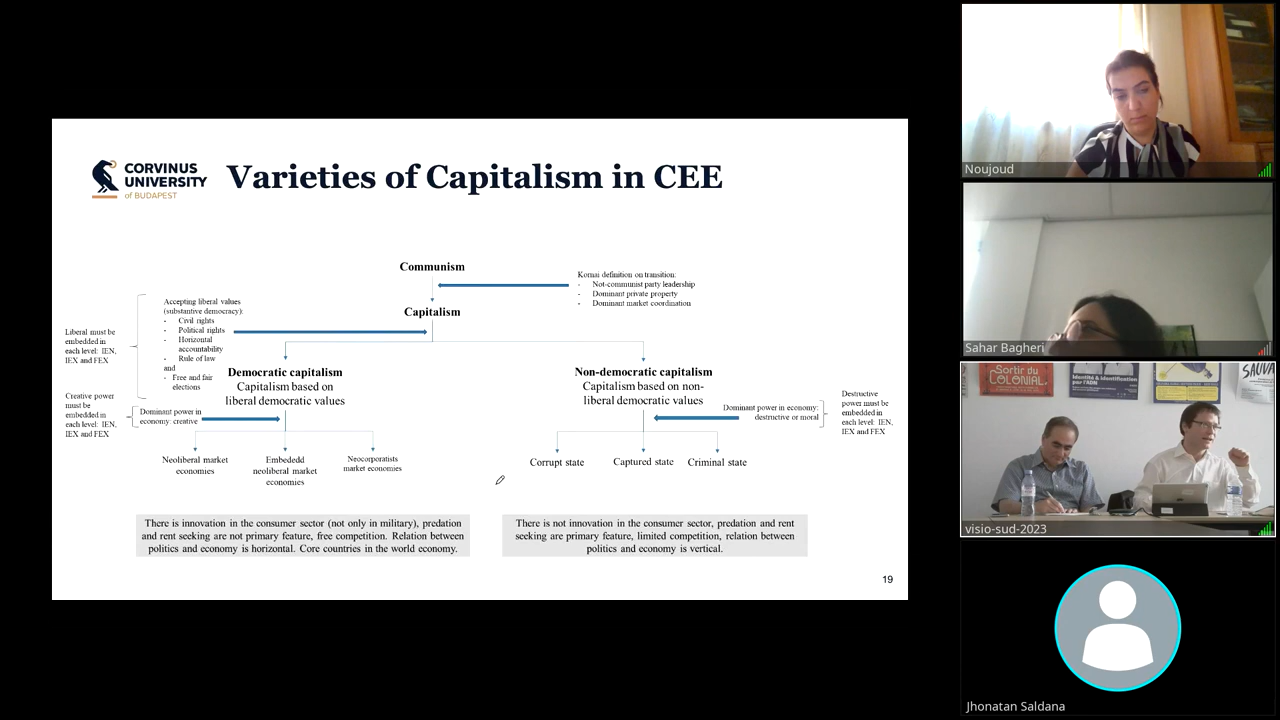 CORVINUS
UNIVERSITY
of BUDAPEST
Varieties of Capitalism in CEE
Communism
Kornai definition on transition:
- Not-communist party leadership
- Dominant private property
- Dominant market coordination
Capitalism
Accepting liberal values
(substantive democracy):
- Civil rights
- Political rights
- Horizontal
accountability
- Rule of law
and
- Free and fair
elections
Liberal must be
embedded in
each level: IEN,
IEX and FEX
Democratic capitalism
Capitalism based on
liberal democratic values
Non-democratic capitalism
Capitalism based on non-
liberal democratic values
Creative power
must be
embedded in
each level: IEN,
IEX and FEX
Dominant power in
economy: creative
Dominant power in economy:
destructive or moral
Destructive
power must be
embedded in
each level: IEN,
IEX and FEX
Neoliberal market
economies
Embededd
neoliberal market
economies
Neocorporatists
market economies
Corrupt state
Captured state
Criminal state
There is innovation in the consumer sector (not only in military), predation
and rent seeking are not primary feature, free competition. Relation between
politics and economy is horizontal. Core countries in the world economy.
There is not innovation in the consumer sector, predation and rent
seeking are primary feature, limited competition, relation between
politics and economy is vertical.
19
Noujoud
Sahar Bagheri
Sortir du
COLONIAL
Identité & Identification
par l'ADN
SAUVA
visio-sud-2023
Jhonatan Saldana